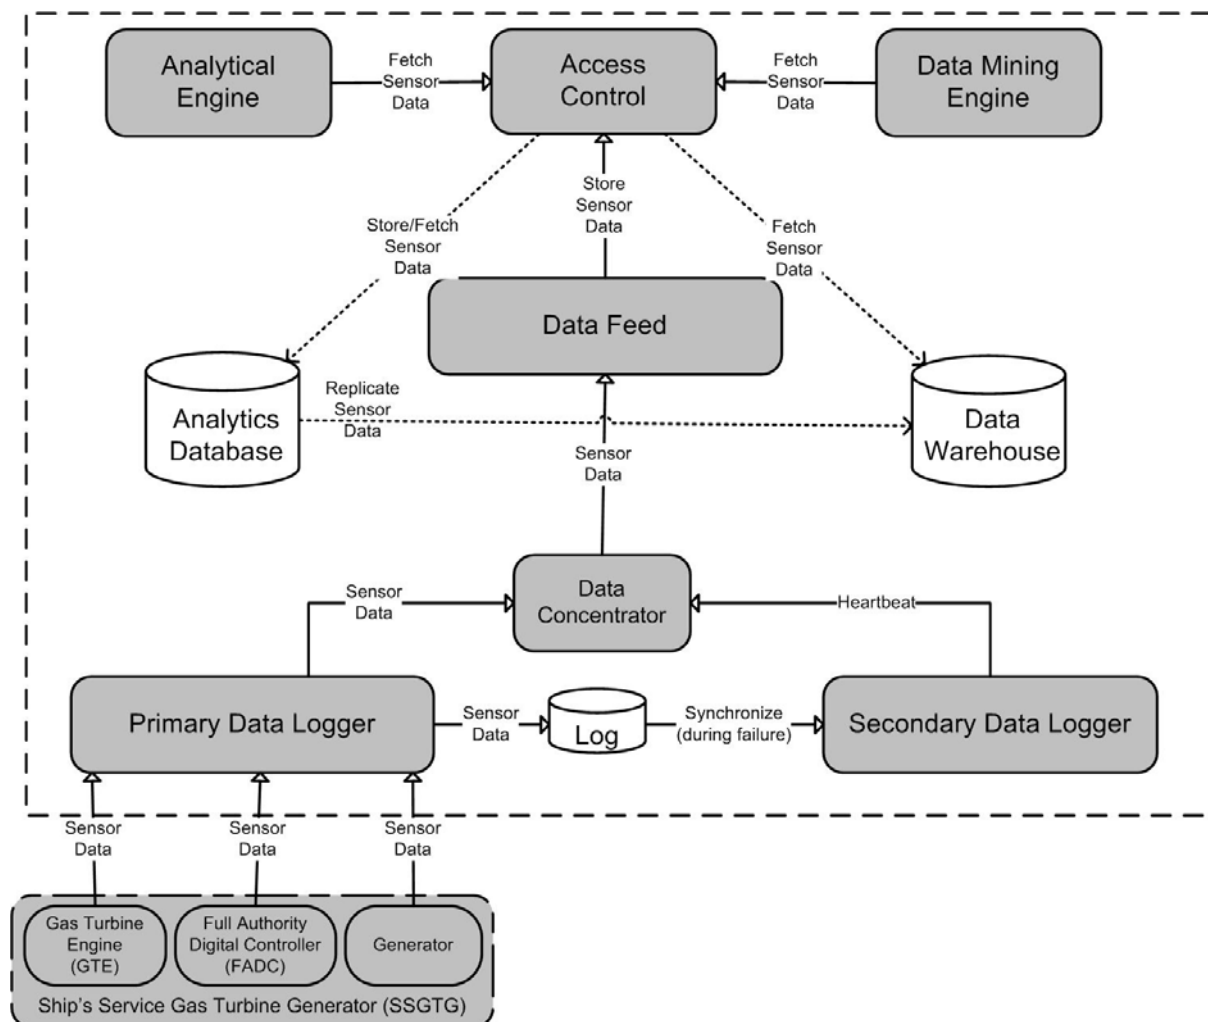 Analytical
Engine
Fetch
Sensor
Data
Access
Control
Fetch
Sensor
Data
Data Mining
Engine
Store
Sensor
Data
Store/Fetch
Sensor
Data
Fetch
Sensor
Data
Data Feed
Analytics
Database
Replicate
Sensor
Data
Data
Warehouse
Sensor
Data
Data
Concentrator
Sensor
Data
Heartbeat
Primary Data Logger
Sensor
Data
Log
Synchronize
(during failure)
Secondary Data Logger
Sensor
Data
Sensor
Data
Sensor
Data
Gas Turbine
Engine
(GTE)
Full Authority
Digital Controller
(FADC)
Generator
Ship's Service Gas Turbine Generator (SSGTG)